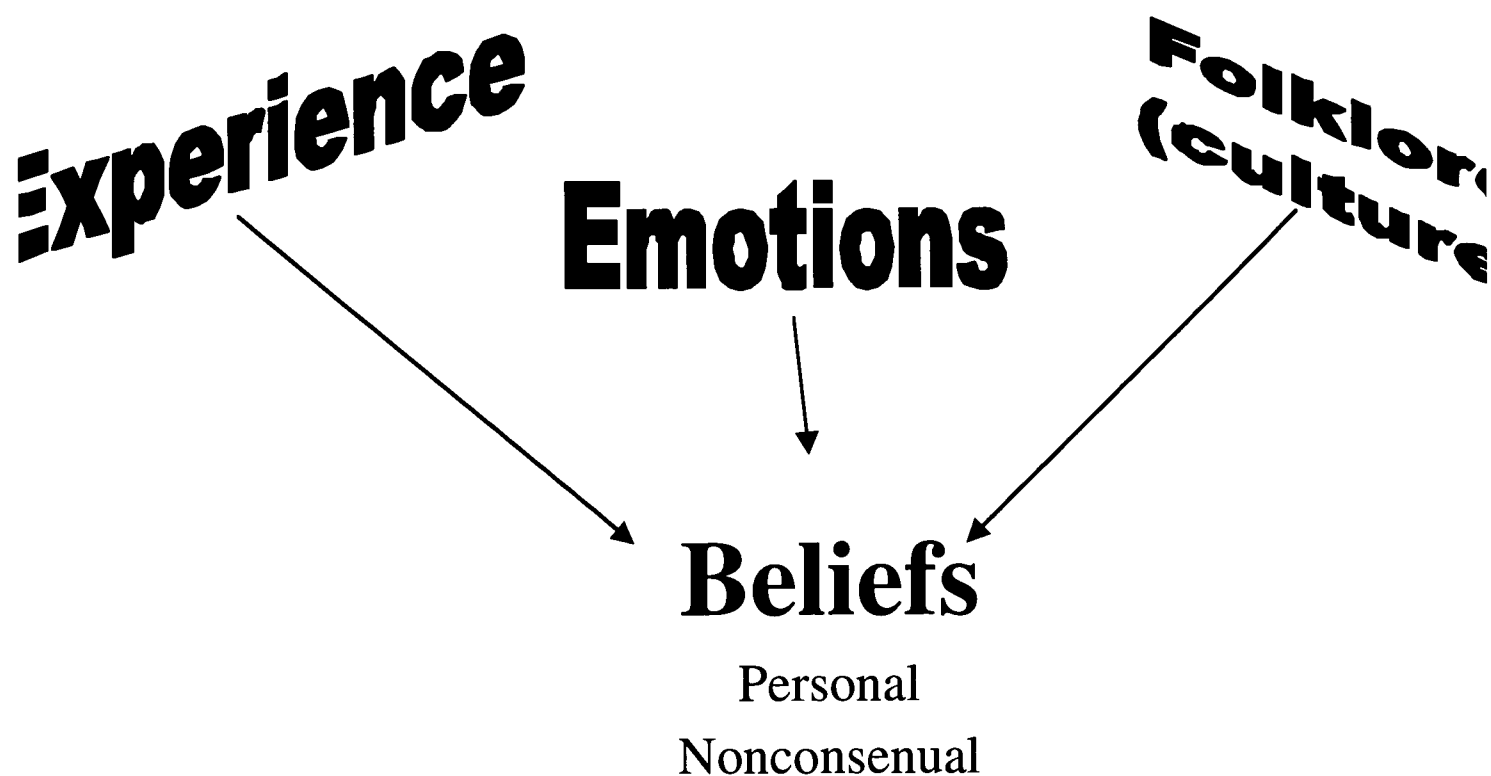 Experience
Emotions
Folklore
(culture
Beliefs
Personal
Nonconsenual